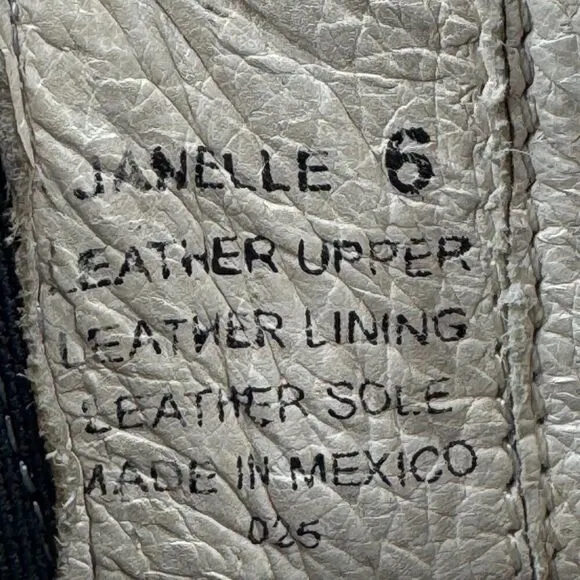 JANELLE 6
LEATHER UPPER
LEATHER LINING
LEATHER SOLE
MADE IN MEXICO
025